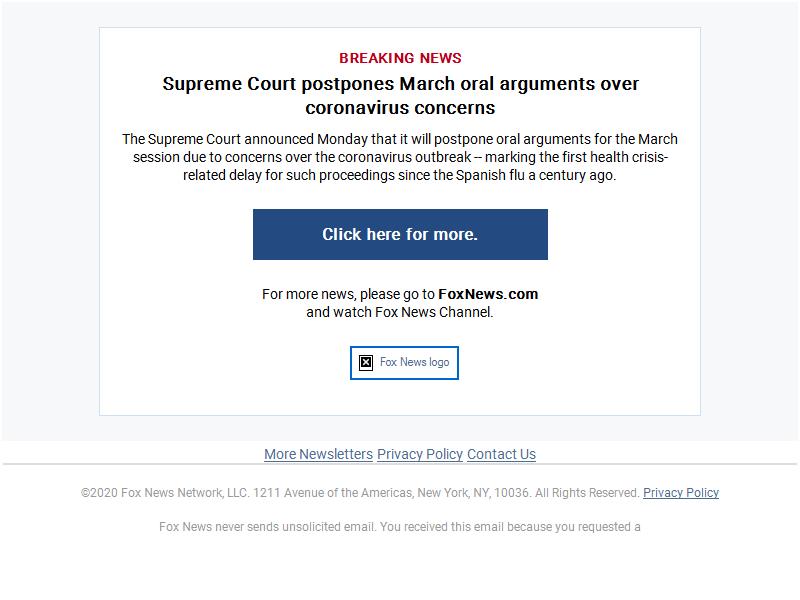 BREAKING NEWS
Supreme Court postpones March oral arguments over
coronavirus concerns
The Supreme Court announced Monday that it will postpone oral arguments for the March
session due to concerns over the coronavirus outbreak -- marking the first health crisis-
related delay for such proceedings since the Spanish flu a century ago.
Click here for more.
For more news, please go to FoxNews.com
and watch Fox News Channel.
Fox News logo
More Newsletters Privacy Policy Contact Us
©2020 Fox News Network, LLC. 1211 Avenue of the Americas, New York, NY, 10036. All Rights Reserved. Privacy Policy
Fox News never sends unsolicited email. You received this email because you requested a